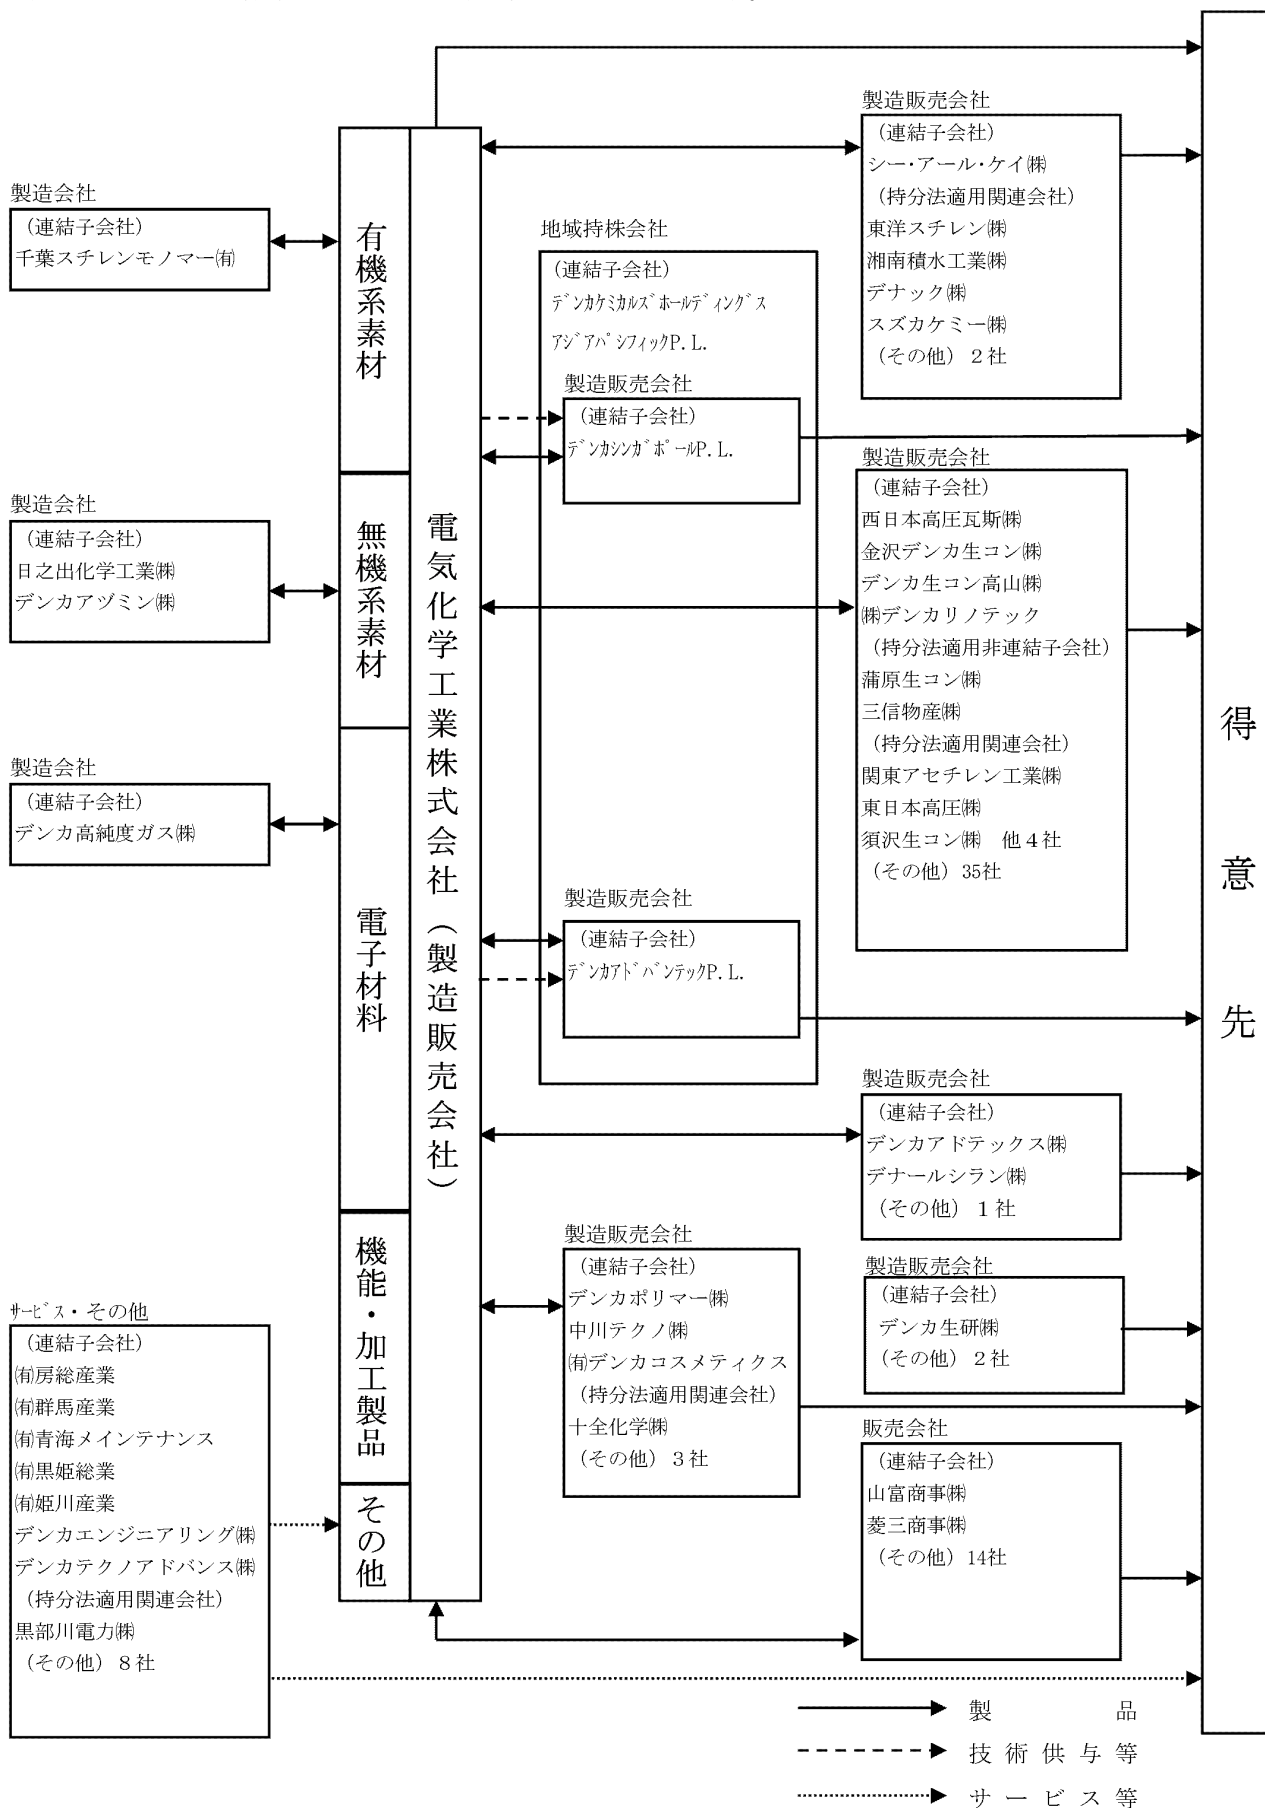 製造会社
（連結子会社）
千葉スチレンモノマー㈲
製造会社
（連結子会社）
日之出化学工業㈱
デンカアヅミン㈱
製造会社
（連結子会社）
デンカ高純度ガス㈱
サービス・その他
（連結子会社）
㈲房総産業
㈲群馬産業
㈲青海メインテナンス
㈲黒姫総業
㈲姫川産業
デンカエンジニアリング㈱
デンカテクノアドバンス㈱
（持分法適用関連会社）
黒部川電力㈱
（その他）８社
有機系素材
無機系素材
電子材料
機能・加工製品
その他
電気化学工業株式会社（製造販売会社）
地域持株会社
（連結子会社）
デンカケミカルズホールディングス
アジアパシフィックP.L.
製造販売会社
（連結子会社）
デンカシンガポールP.L.
製造販売会社
（連結子会社）
デンカアドバンテックP.L.
製造販売会社
（連結子会社）
デンカポリマー㈱
中川テクノ㈱
㈲デンカコスメティクス
（持分法適用関連会社）
十全化学㈱
（その他）３社
製造販売会社
（連結子会社）
シー・アール・ケイ㈱
（持分法適用関連会社）
東洋スチレン㈱
湘南積水工業㈱
デナック㈱
スズカケミー㈱
（その他）２社
製造販売会社
（連結子会社）
西日本高圧瓦斯㈱
金沢デンカ生コン㈱
デンカ生コン高山㈱
㈱デンカリノテック
（持分法適用非連結子会社）
蒲原生コン㈱
三信物産㈱
（持分法適用関連会社）
関東アセチレン工業㈱
東日本高圧㈱
須沢生コン㈱　他４社
（その他）35社
製造販売会社
（連結子会社）
デンカアドテックス㈱
デナールシラン㈱
（その他）１社
製造販売会社
（連結子会社）
デンカ生研㈱
（その他）２社
販売会社
（連結子会社）
山富商事㈱
菱三商事㈱
（その他）14社
得意先
製品
技術供与等
サービス等